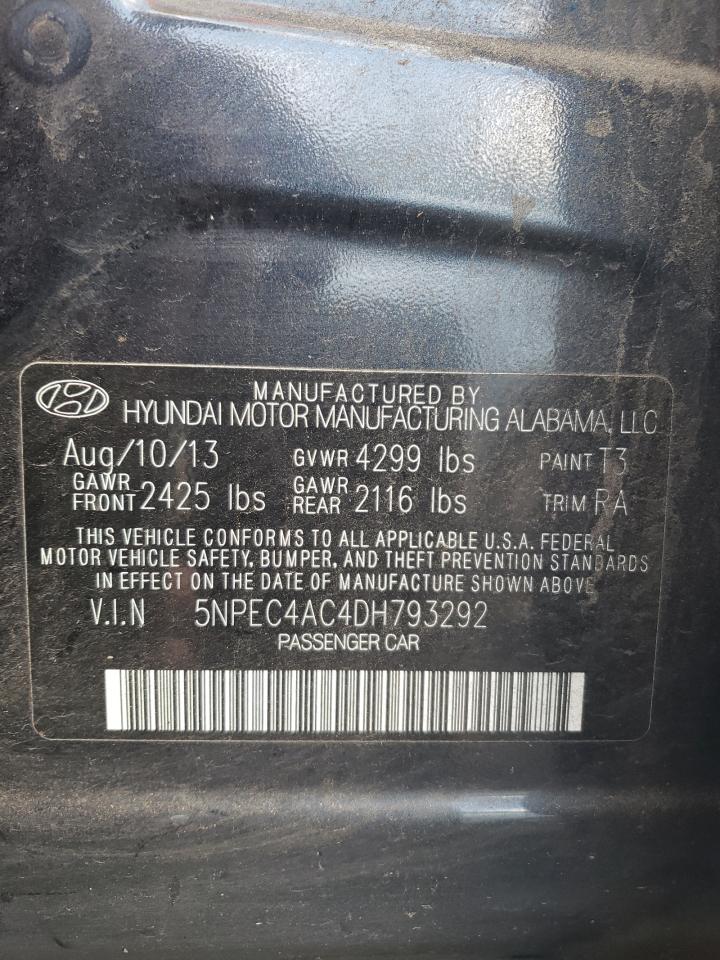 MANUFACTURED BY
HYUNDAI MOTOR MANUFACTURING ALABAMA, LLC
Aug/10/13 GVWR 4299 lbs PAINT T3
GAWR FRONT 2425 lbs GAWR REAR 2116 lbs TRIM RA
THIS VEHICLE CONFORMS TO ALL APPLICABLE U.S.A. FEDERAL
MOTOR VEHICLE SAFETY, BUMPER, AND THEFT PREVENTION STANDARDS
IN EFFECT ON THE DATE OF MANUFACTURE SHOWN ABOVE.
V.I.N 5NPEC4AC4DH793292
PASSENGER CAR